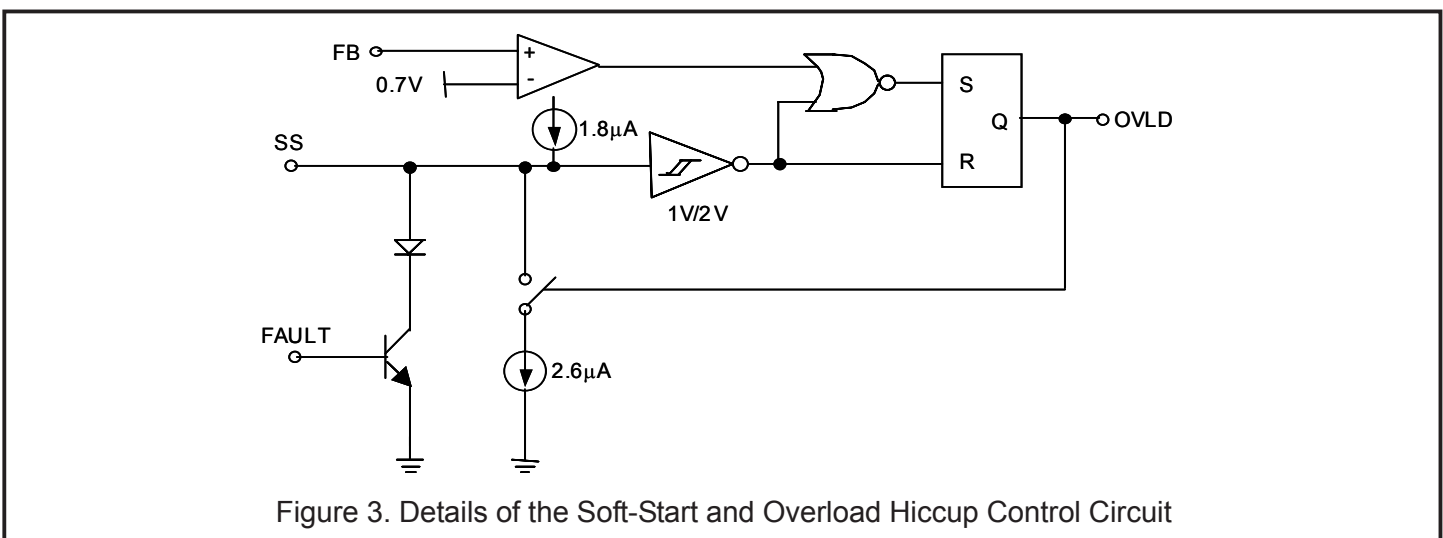 FB
+
0.7V
-
1.8μA
SS
1V/2V
S
Q
R
OVLD
FAULT
2.6μA
Figure 3. Details of the Soft-Start and Overload Hiccup Control Circuit